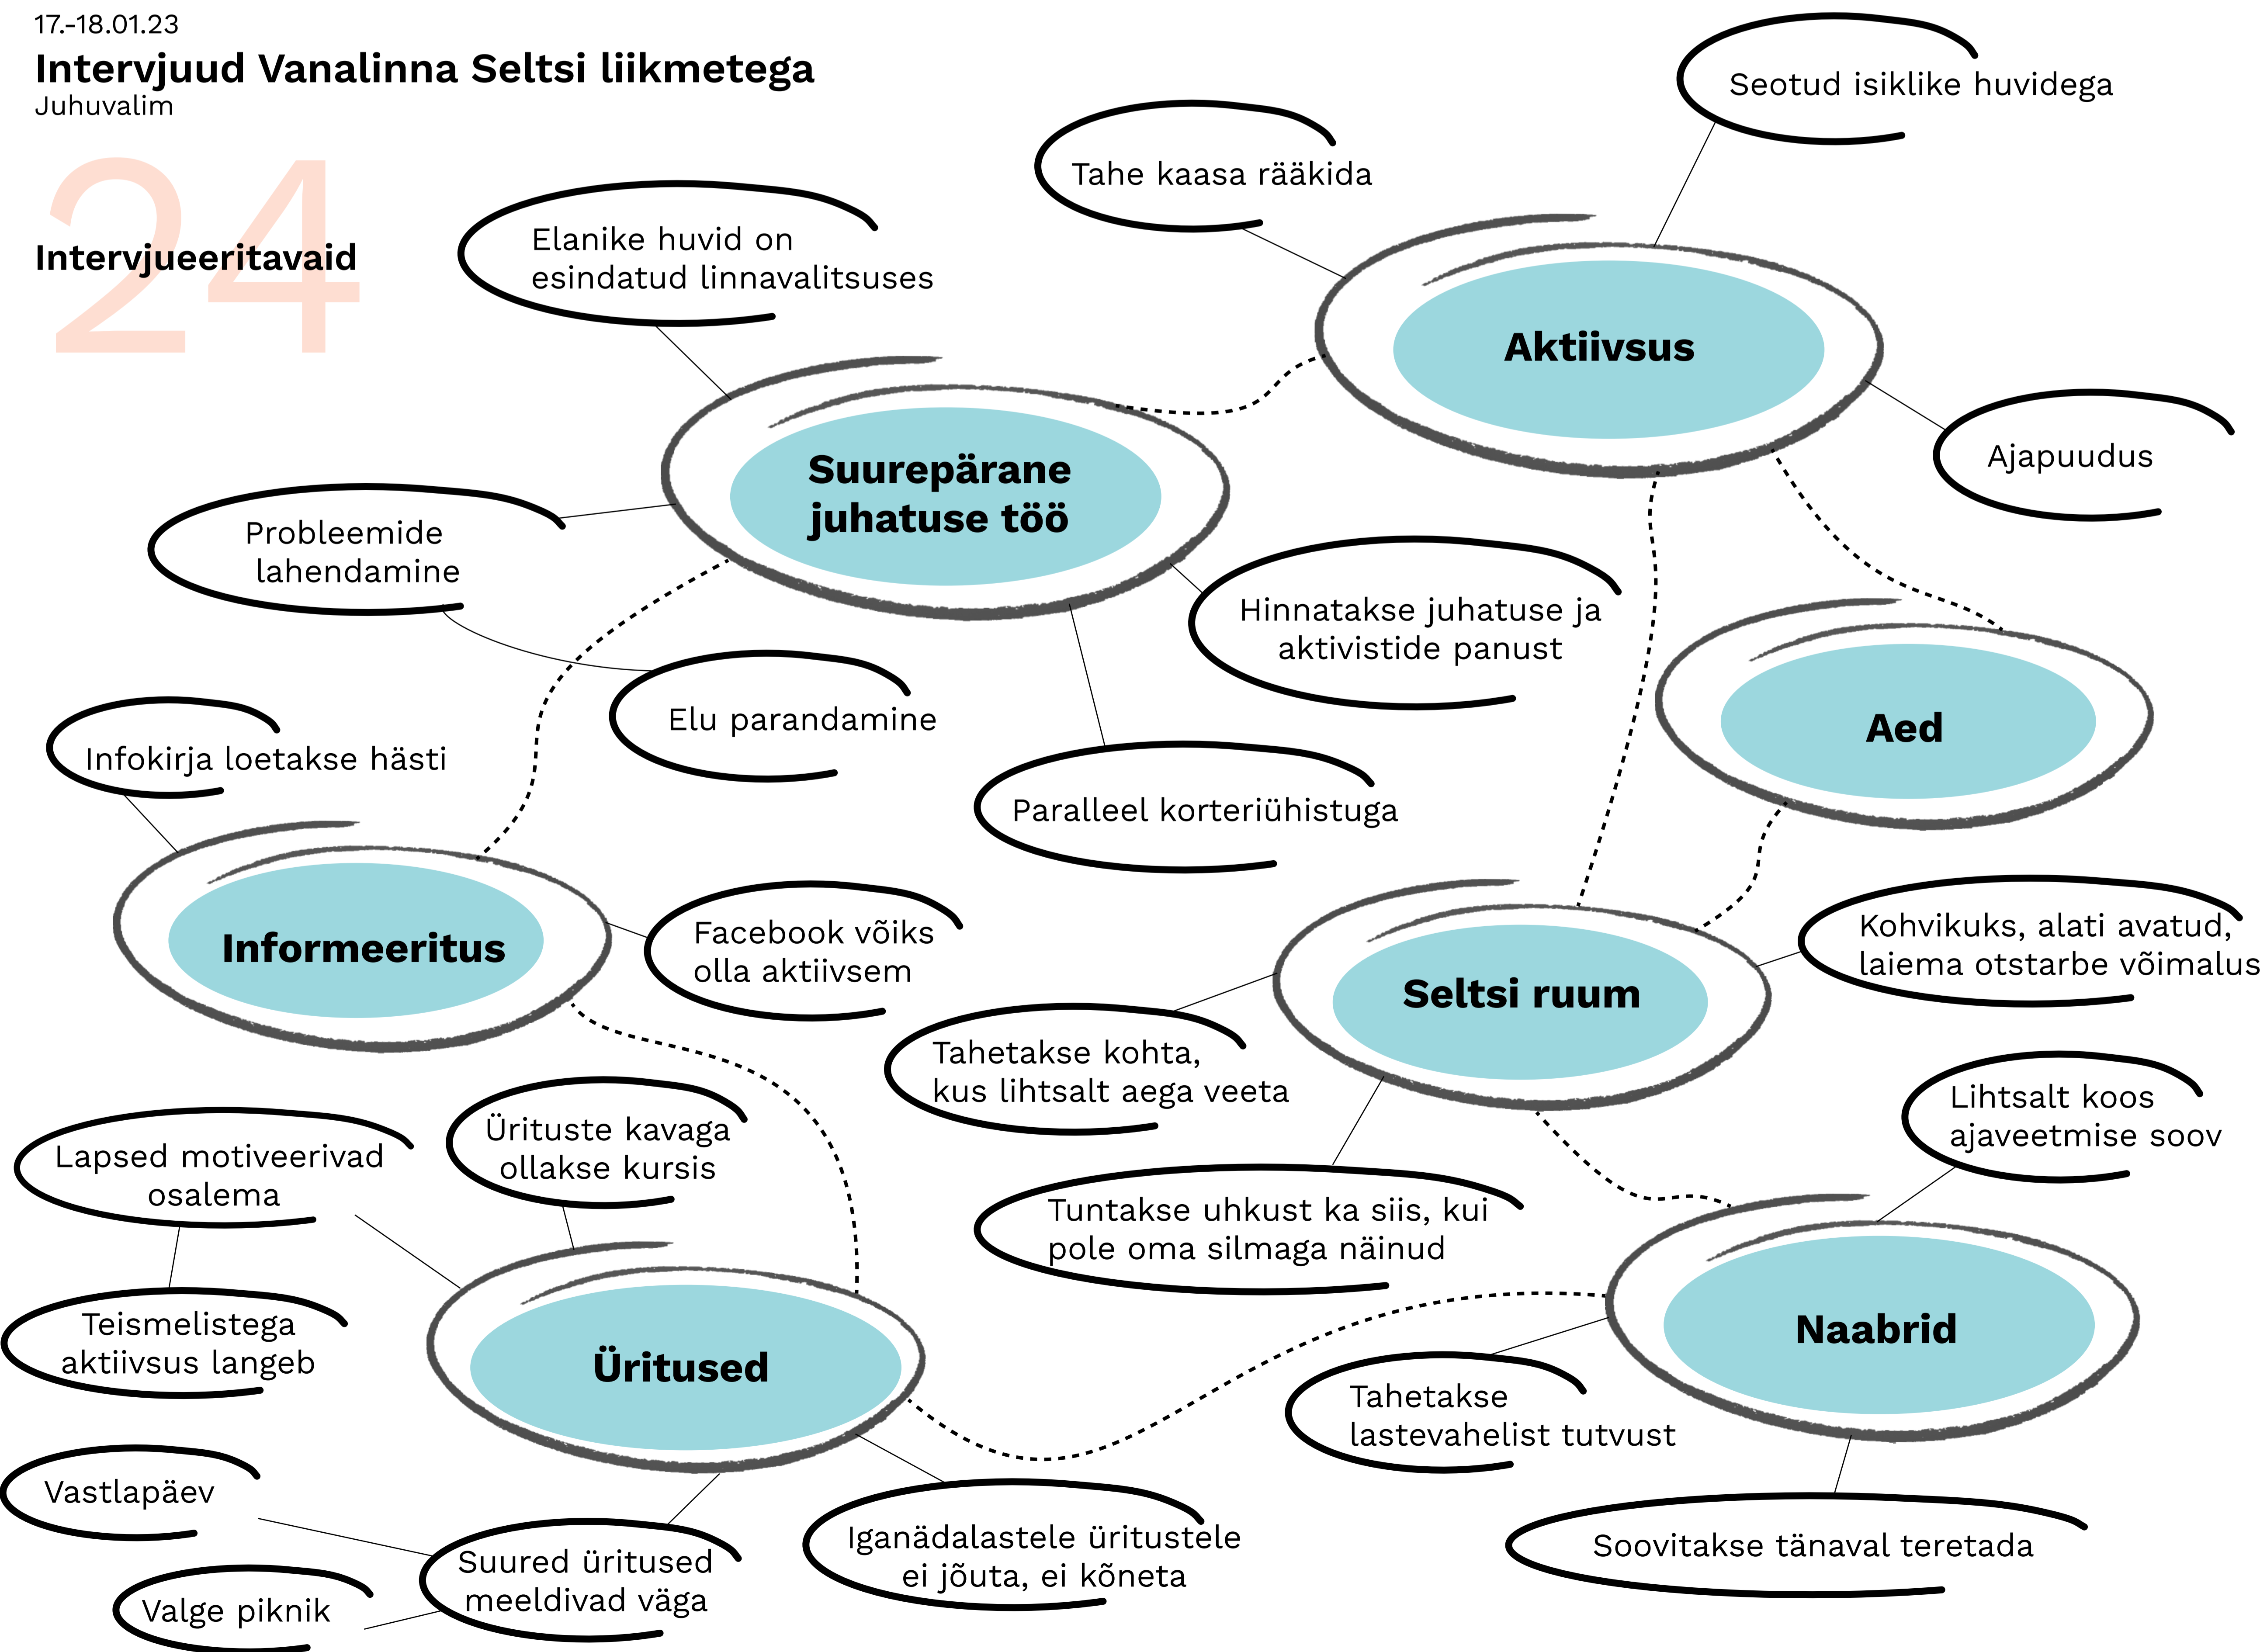 17.-18.01.23
Intervjuud Vanalinna Seltsi liikmetega
Juhuvalim
24
Intervjueeritavaid
Seotud isiklike huvidega
Tahe kaasa rääkida
Aktiivsus
Ajapuudus
Elanike huvid on
esindatud linnavalitsuses
Suurepärane
juhatuse töö
Probleemide
lahendamine
Elu parandamine
Hinnatakse juhatuse ja
aktivistide panust
Paralleel korteriühistuga
Aed
Infokirja loetakse hästi
Informeeritus
Facebook võiks
olla aktiivsem
Seltsi ruum
Kohvikuks, alati avatud,
laiema otstarbe võimalus
Tahetakse kohta,
kus lihtsalt aega veeta
Tuntakse uhkust ka siis, kui
pole oma silmaga näinud
Lihtsalt koos
ajaveetmise soov
Naabrid
Tahetakse
lastevahelist tutvust
Soovitakse tänaval teretada
Lapsed motiveerivad
osalema
Ürituste kavaga
ollakse kursis
Teismelistega
aktiivsus langeb
Üritused
Vastlapäev
Valge piknik
Suured üritused
meeldivad väga
Iganädalastele üritustele
ei jõuta, ei kõneta